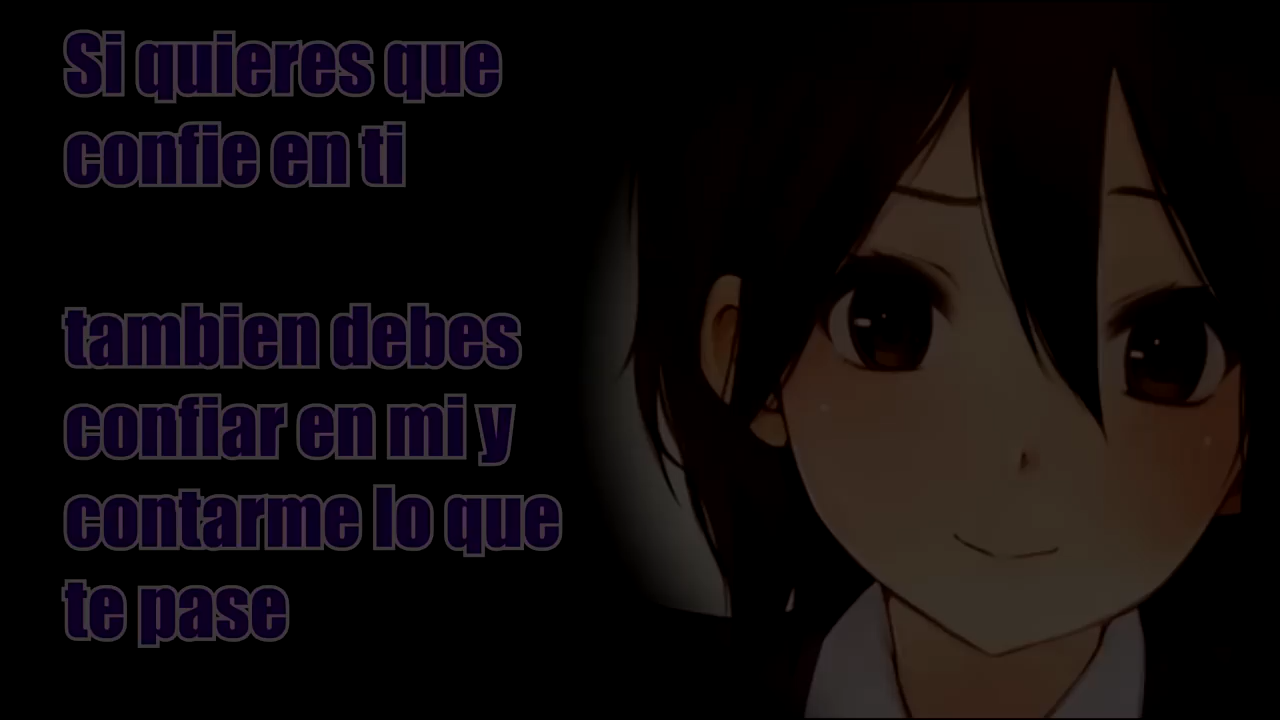 Si quieres que
confie en ti
tambien debes
confiar en mi y
contarme lo que
te pase